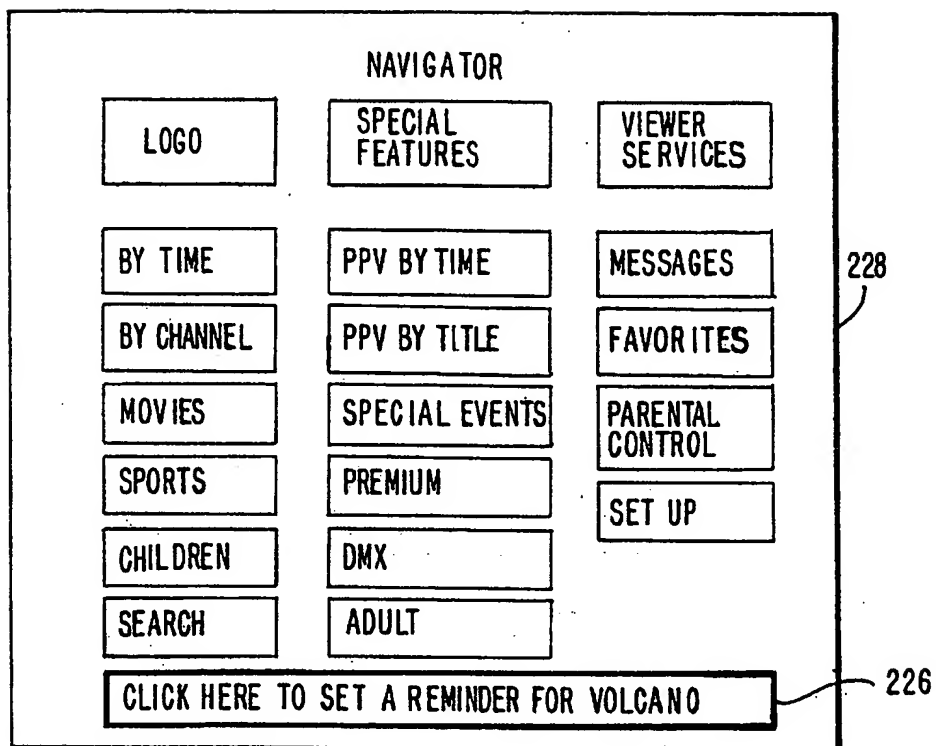 NAVIGATOR
LOGO
SPECIAL
FEATURES
VIEWER
SERVICES
BY TIME
PPV BY TIME
MESSAGES
228
BY CHANNEL
PPV BY TITLE
FAVORITES
MOVIES
SPECIAL EVENTS
PARENTAL
CONTROL
SPORTS
PREMIUM
SET UP
CHILDREN
DMX
SEARCH
ADULT
CLICK HERE TO SET A REMINDER FOR VOLCANO
226